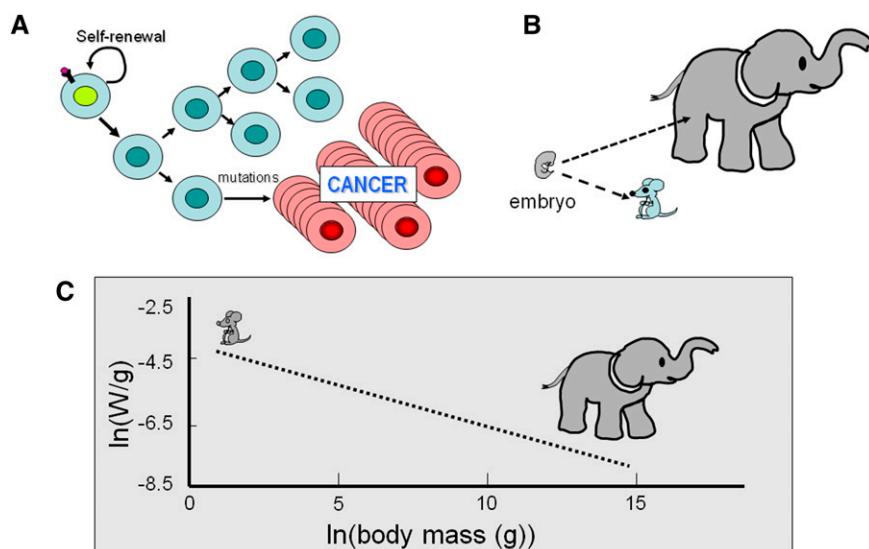 A
Self-renewal
mutations
CANCER
B
embryo
C
-2.5
-4.5
-6.5
-8.5
ln(W/g)
0
5
10
15
ln(body mass (g))